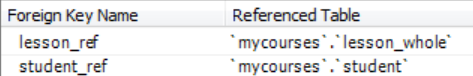 Foreign Key Name Referenced Table
lesson_ref `mycourses`.`lesson_whole`
student_ref `mycourses`.`student`